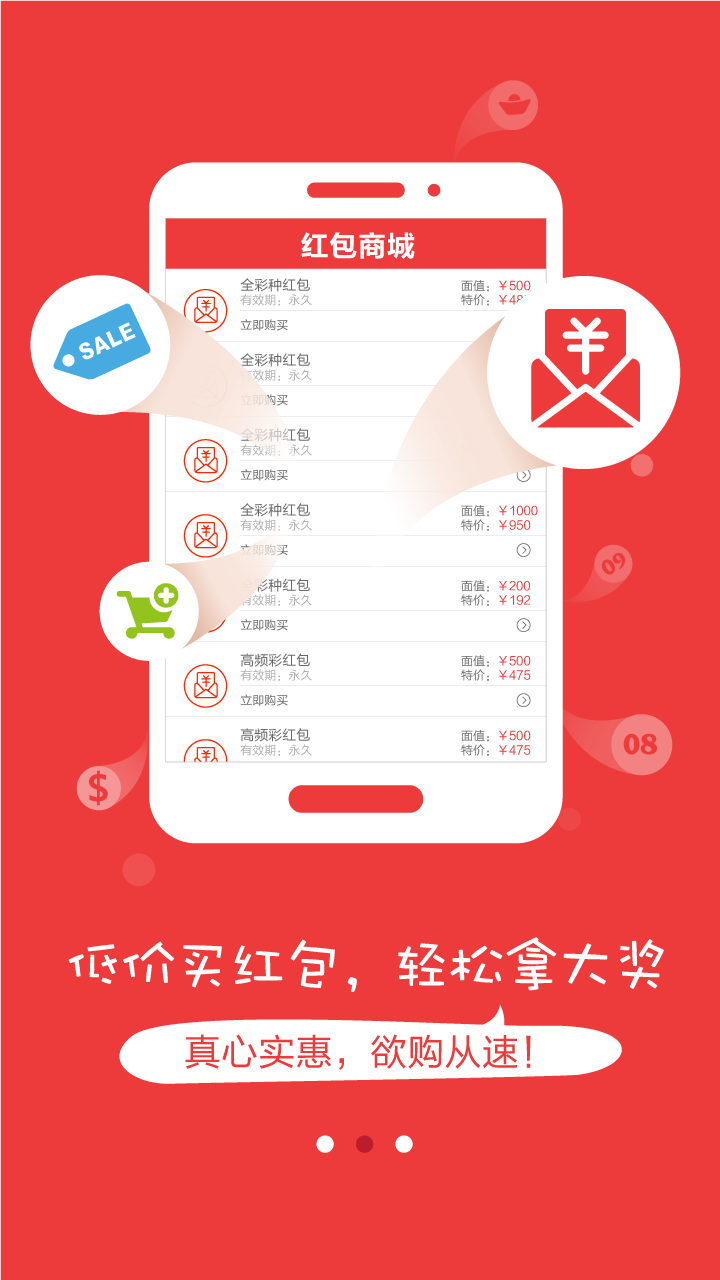 红包商城
SALE
全彩种红包
面值：￥500
有效期：永久
特价：￥48
立即购买
全彩种红包
有效期：永久
立即购买
全彩种红包
有效期：永久
立即购买
全彩种红包
面值：￥1000
有效期：永久
特价：￥950
立即购买
全彩种红包
面值：￥200
有效期：永久
特价：￥192
立即购买
高频彩红包
面值：￥500
有效期：永久
特价：￥475
立即购买
高频彩红包
面值：￥500
有效期：永久
特价：￥475
09
08
$
低价买红包，轻松拿大奖
真心实惠，欲购从速！